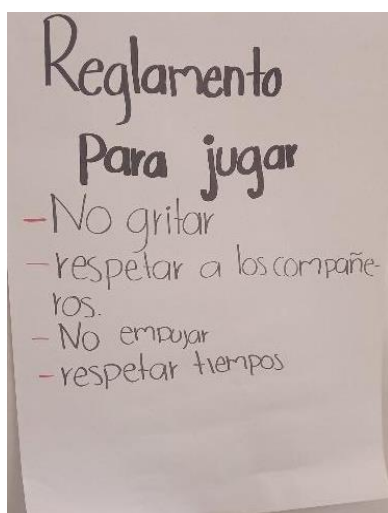 Reglamento
Para jugar
- No gritar
- respetar a los compañe-
ros.
- No empujar
- respetar tiempos